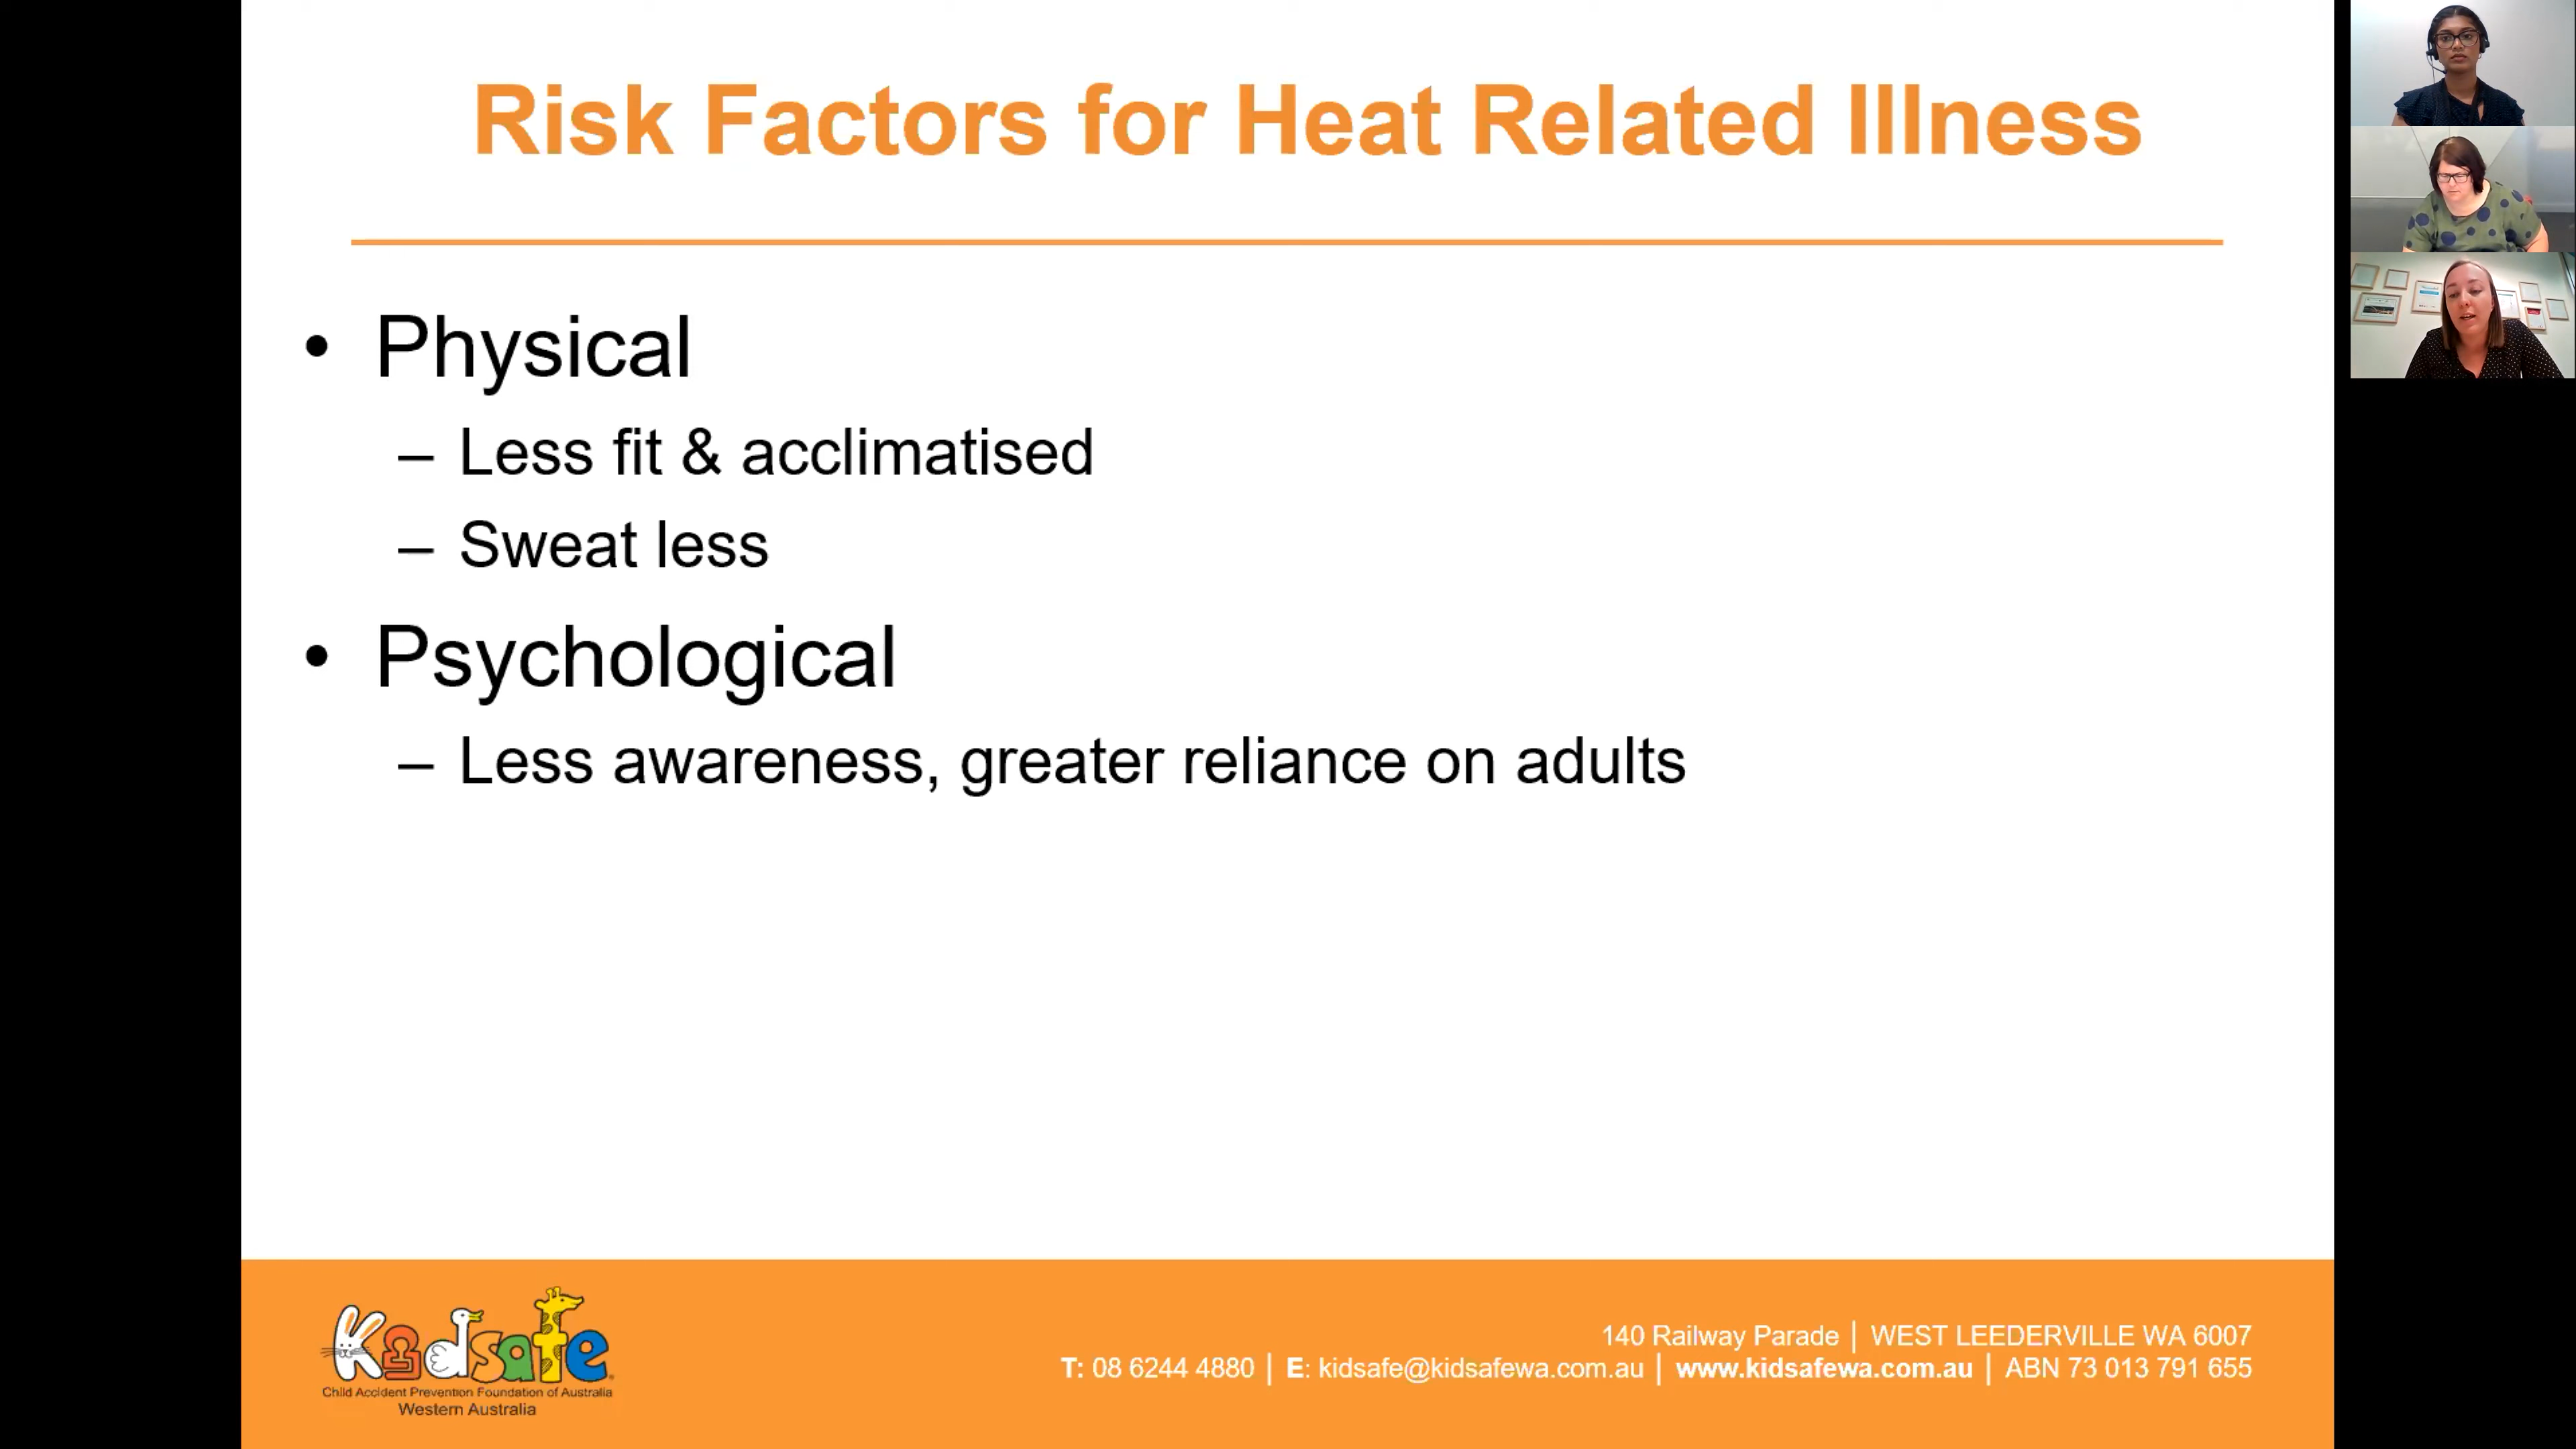 Risk Factors for Heat Related Illness
• Physical
– Less fit & acclimatised
– Sweat less
• Psychological
– Less awareness, greater reliance on adults
Kidsafe
Child Accident Prevention Foundation of Australia
Western Australia
140 Railway Parade | WEST LEEDERVILLE WA 6007
T: 08 6244 4880 | E: kidsafe@kidsafewa.com.au | www.kidsafewa.com.au | ABN 73 013 791 655